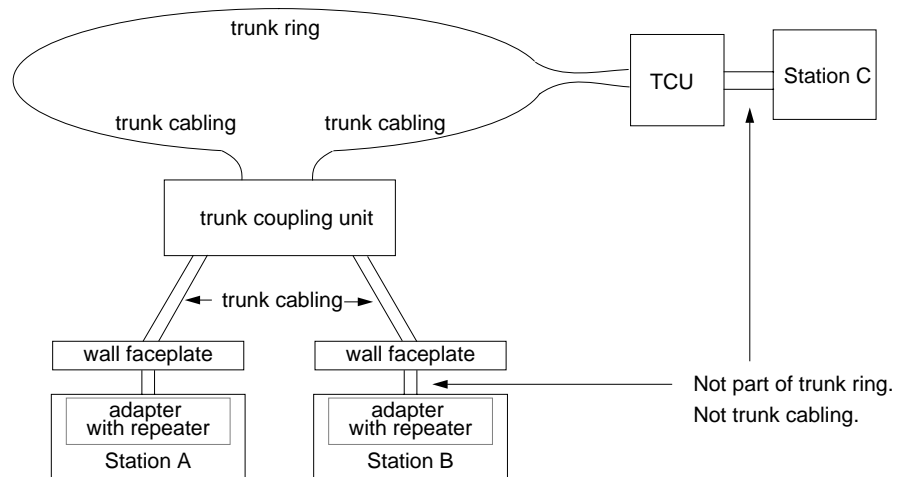 trunk ring
TCU
Station C
trunk cabling
trunk cabling
trunk coupling unit
trunk cabling
wall faceplate
wall faceplate
Not part of trunk ring.
Not trunk cabling.
adapter
with repeater
Station A
adapter
with repeater
Station B